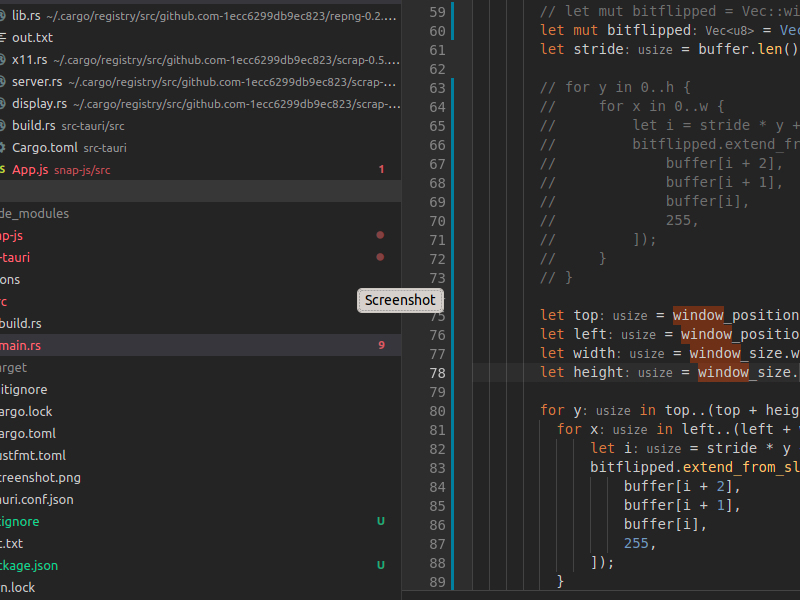 lib.rs ~/.cargo/registry/src/github.com-1ecc6299db9ec823/repng-0.2....
out.txt
x11.rs ~/.cargo/registry/src/github.com-1ecc6299db9ec823/scrap-0.5....
server.rs ~/.cargo/registry/src/github.com-1ecc6299db9ec823/scrap-...
display.rs ~/.cargo/registry/src/github.com-1ecc6299db9ec823/scrap-...
build.rs src-tauri/src
Cargo.toml src-tauri
App.js snap-js/src 1
de_modules
ap-js
-tauri
ons
rc
build.rs
main.rs 9
arget
itignore
argo.lock
argo.toml
ustfmt.toml
creenshot.png
auri.conf.json
tignore U
t.txt
ckage.json U
n.lock
Screenshot
59 // let mut bitflipped = Vec::wi
60 let mut bitflipped: Vec<u8> = Vec
61 let stride: usize = buffer.len()
62
63 // for y in 0..h {
64 // for x in 0..w {
65 // let i = stride * y +
66 // bitflipped.extend_fro
67 // buffer[i + 2],
68 // buffer[i + 1],
69 // buffer[i],
70 // 255,
71 // ]);
72 // }
73 // }
75 let top: usize = window_position
76 let left: usize = window_positio
77 let width: usize = window_size.w
78 let height: usize = window_size.
79
80 for y: usize in top..(top + heig
81 for x: usize in left..(left +
82 let i: usize = stride * y
83 bitflipped.extend_from_sl
84 buffer[i + 2],
85 buffer[i + 1],
86 buffer[i],
87 255,
88 ]);
89 }